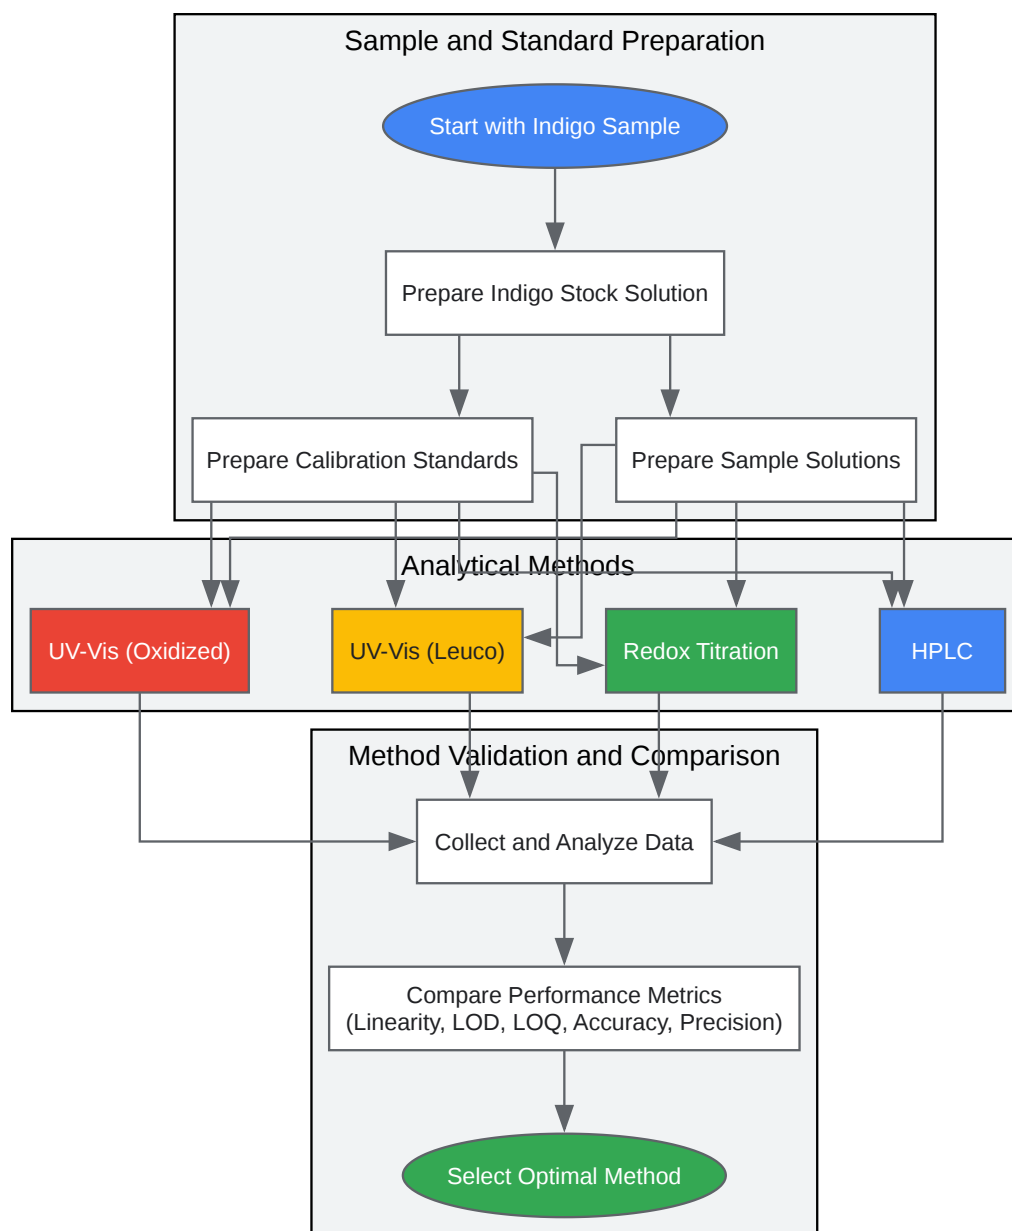 Sample and Standard Preparation
Start with Indigo Sample
Prepare Indigo Stock Solution
Prepare Calibration Standards
Prepare Sample Solutions
Analytical Methods
UV-Vis (Oxidized)
UV-Vis (Leuco)
Redox Titration
HPLC
Method Validation and Comparison
Collect and Analyze Data
Compare Performance Metrics
(Linearity, LOD, LOQ, Accuracy, Precision)
Select Optimal Method